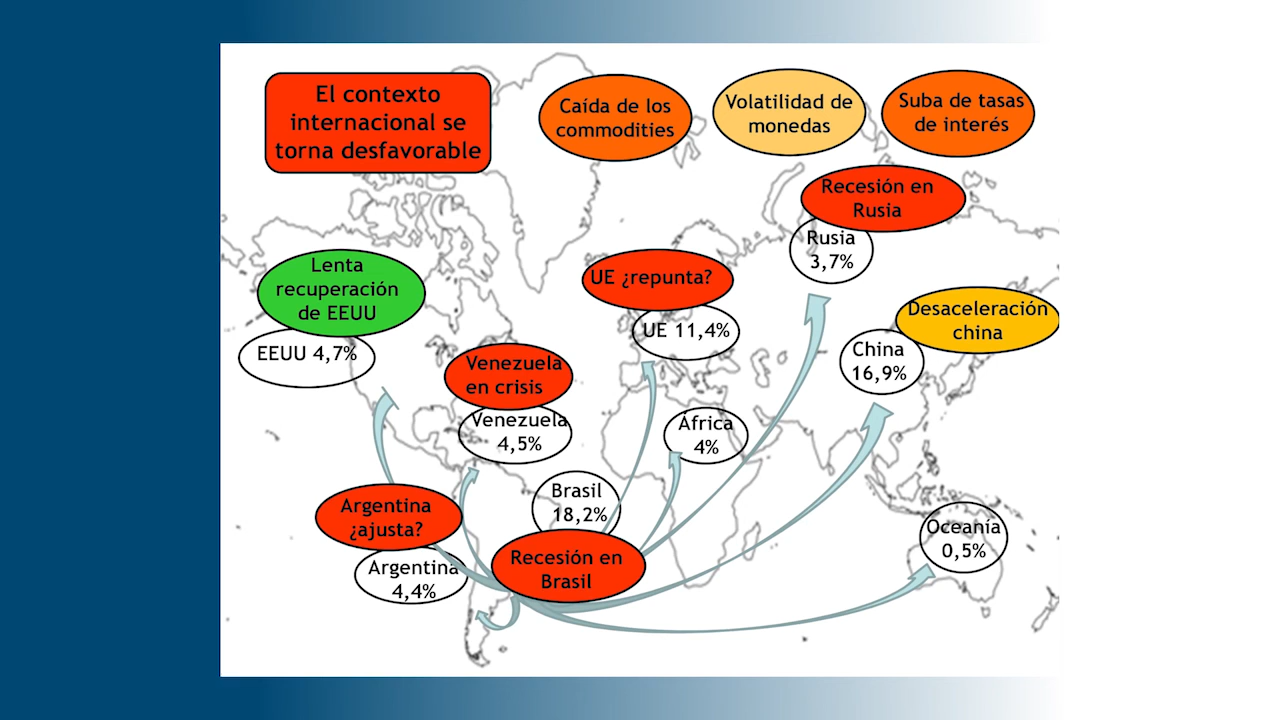 El contexto
internacional se
torna desfavorable
Caída de los
commodities
Volatilidad de
monedas
Suba de tasas
de interés
Recesión en
Rusia
Rusia
3,7%
Lenta
recuperación
de EEUU
EEUU 4,7%
UE ¿repunta?
UE 11,4%
Desaceleración
china
China
16,9%
Venezuela
en crisis
Venezuela
4,5%
África
4%
Brasil
18,2%
Recesión en
Brasil
Argentina
¿ajusta?
Argentina
4,4%
Oceanía
0,5%